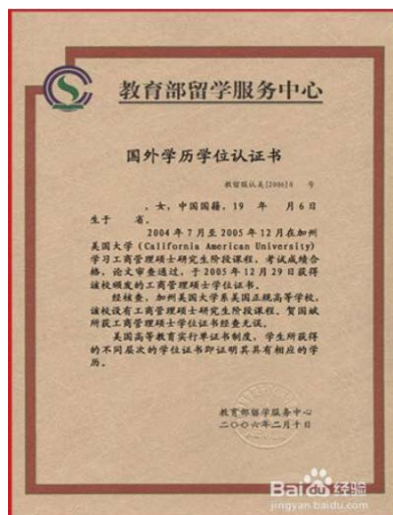 教育部留学服务中心
国外学历学位认证书
教留服认美[2006]0 号
，女，中国国籍，19 年 月6日
生于 省。
2004年7月至2005年12月在加州
美国大学（California American University）
学习工商管理硕士研究生阶段课程，考试成绩合
格，论文审查通过，于2005年12月29日获得
该校颁发的工商管理硕士学位证书。
经核查，加州美国大学系美国正规高等学校，
该校设有工商管理硕士研究生阶段课程。贺国斌
所获工商管理硕士学位证书经查无误。
美国高等教育实行单证书制度，学生所获得
的不同层次的学位证书即证明其具有相应的学
历。
教育部留学服务中心
二〇〇六年二月十日
Baidu经验
jingyan.baidu.com